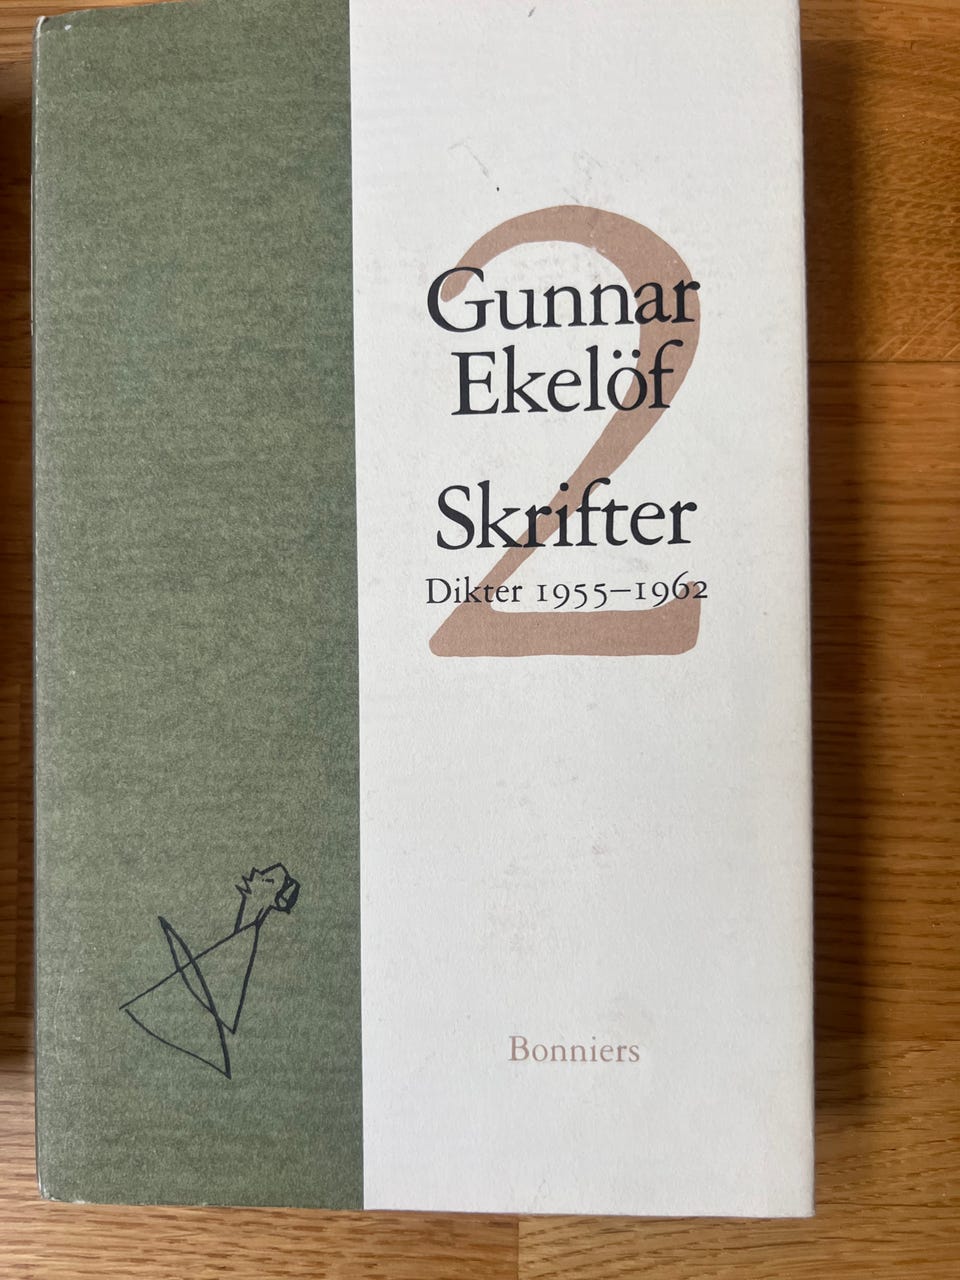 2
Gunnar
Ekelöf
Skrifter
Dikter 1955–1962
Bonniers